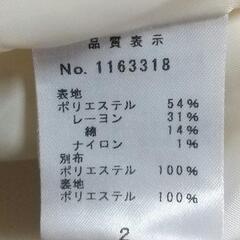 品質表示
No. 1163318
表地
ポリエステル 54%
レーヨン 31%
綿 14%
ナイロン 1%
別布
ポリエステル 100%
裏地
ポリエステル 100%
2